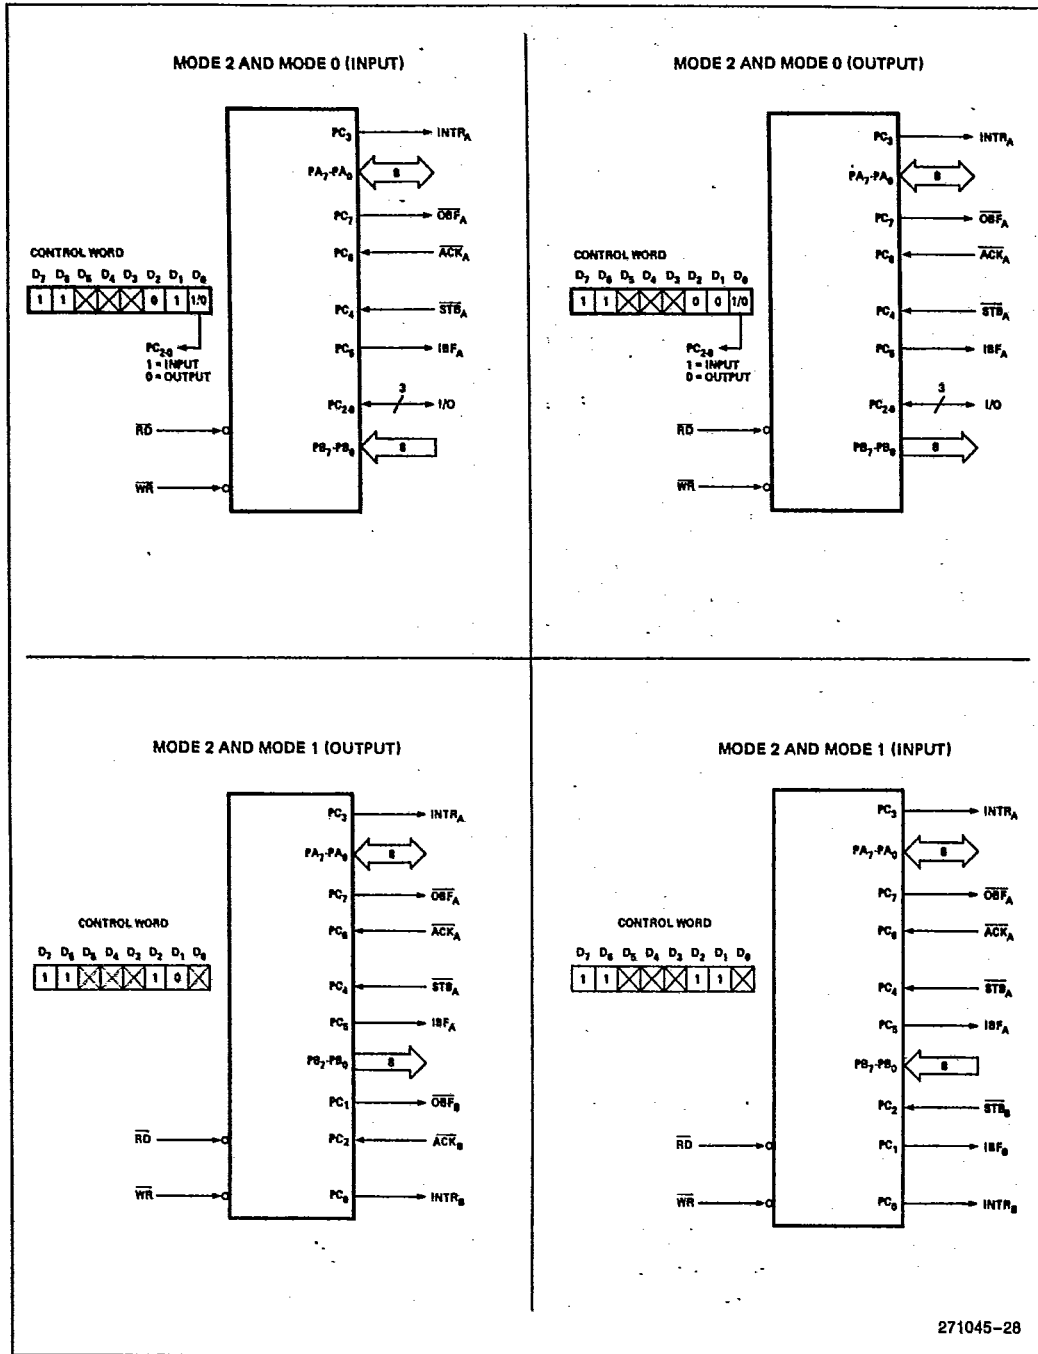 MODE 2 AND MODE 0 (INPUT)
PC3
INTRA
PA7-PA0
8
PC7
OBFA
CONTROL WORD
PC6
ACKA
D7 D6 D5 D4 D3 D2 D1 D0
1 1 X X X 0 1 1/0
PC4
STBA
PC2-0
1 = INPUT
0 = OUTPUT
PC5
IBFA
3
PC2-0
I/O
RD
PB7-PB0
8
WR
MODE 2 AND MODE 0 (OUTPUT)
PC3
INTRA
PA7-PA0
8
PC7
OBFA
CONTROL WORD
PC6
ACKA
D7 D6 D5 D4 D3 D2 D1 D0
1 1 X X X 0 0 1/0
PC4
STBA
PC2-0
1 = INPUT
0 = OUTPUT
PC5
IBFA
3
PC2-0
I/O
RD
PB7-PB0
8
WR
MODE 2 AND MODE 1 (OUTPUT)
PC3
INTRA
PA7-PA0
8
PC7
OBFA
CONTROL WORD
PC6
ACKA
D7 D6 D5 D4 D3 D2 D1 D0
1 1 X X X 1 0 X
PC4
STBA
PC5
IBFA
PB7-PB0
8
PC1
OBFB
RD
PC2
ACKB
WR
PC0
INTRB
MODE 2 AND MODE 1 (INPUT)
PC3
INTRA
PA7-PA0
8
PC7
OBFA
CONTROL WORD
PC6
ACKA
D7 D6 D5 D4 D3 D2 D1 D0
1 1 X X X 1 1 X
PC4
STBA
PC5
IBFA
PB7-PB0
8
PC2
STBB
RD
PC1
IBFB
WR
PC0
INTRB
271045-28